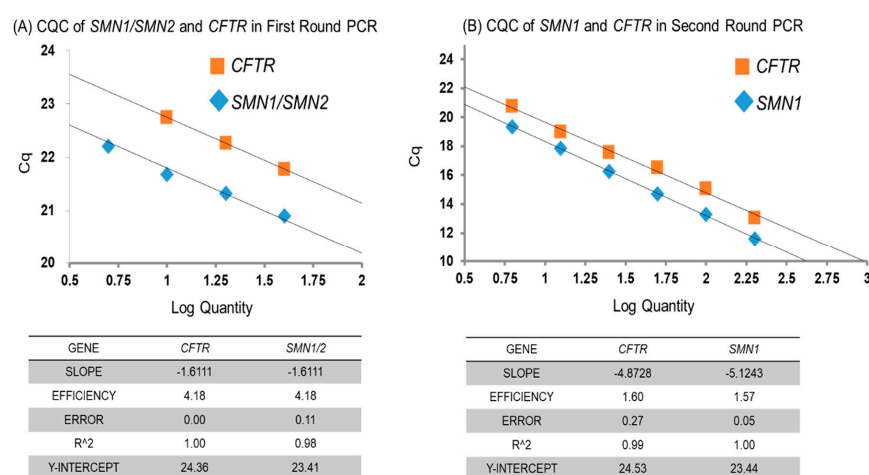 (A) CQC of SMN1/SMN2 and CFTR in First Round PCR
24
23
22
21
20
Cq
CFTR
SMN1/SMN2
0.5 0.75 1 1.25 1.5 1.75 2
Log Quantity
GENE CFTR SMN1/2
SLOPE -1.6111 -1.6111
EFFICIENCY 4.18 4.18
ERROR 0.00 0.11
R^2 1.00 0.98
Y-INTERCEPT 24.36 23.41
(B) CQC of SMN1 and CFTR in Second Round PCR
24
22
20
18
16
14
12
10
Cq
CFTR
SMN1
0.5 0.75 1 1.25 1.5 1.75 2 2.25 2.5 2.75 3
Log Quantity
GENE CFTR SMN1
SLOPE -4.8728 -5.1243
EFFICIENCY 1.60 1.57
ERROR 0.27 0.05
R^2 0.99 1.00
Y-INTERCEPT 24.53 23.44